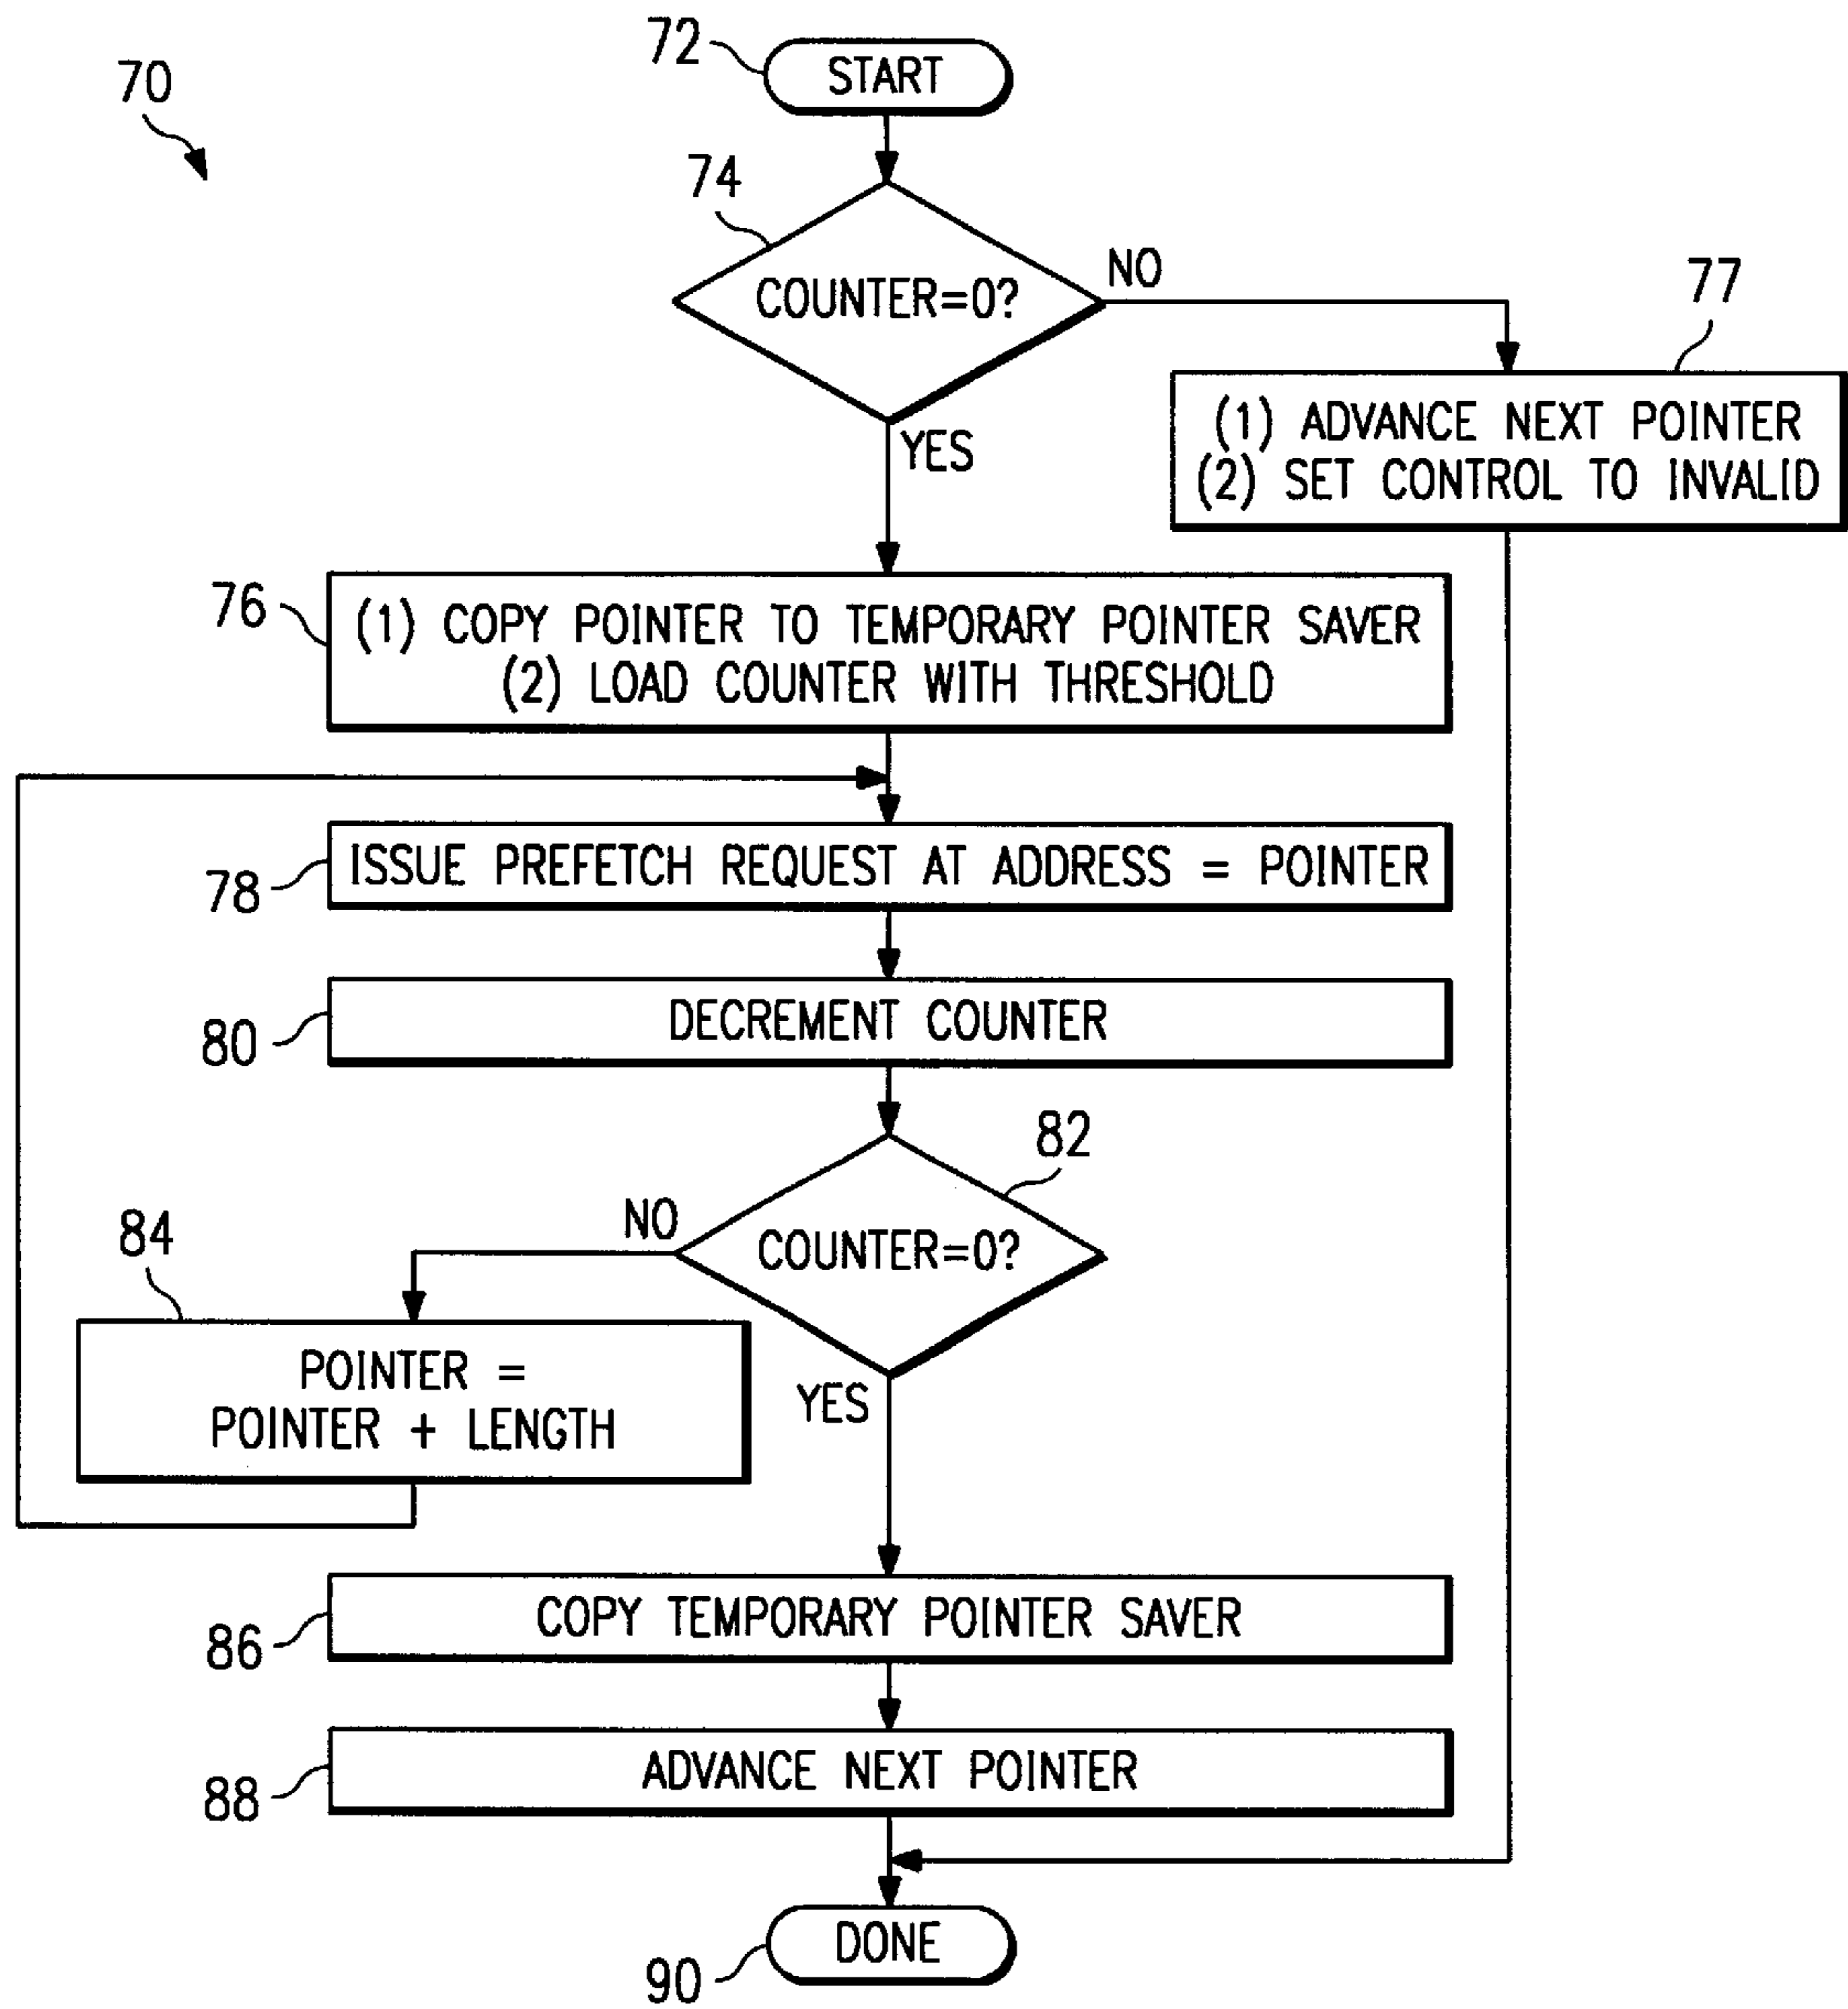 72
START
70
74
COUNTER=0?
NO
77
(1) ADVANCE NEXT POINTER
(2) SET CONTROL TO INVALID
YES
76
(1) COPY POINTER TO TEMPORARY POINTER SAVER
(2) LOAD COUNTER WITH THRESHOLD
78
ISSUE PREFETCH REQUEST AT ADDRESS = POINTER
80
DECREMENT COUNTER
82
COUNTER=0?
NO
84
POINTER =
POINTER + LENGTH
YES
86
COPY TEMPORARY POINTER SAVER
88
ADVANCE NEXT POINTER
90
DONE